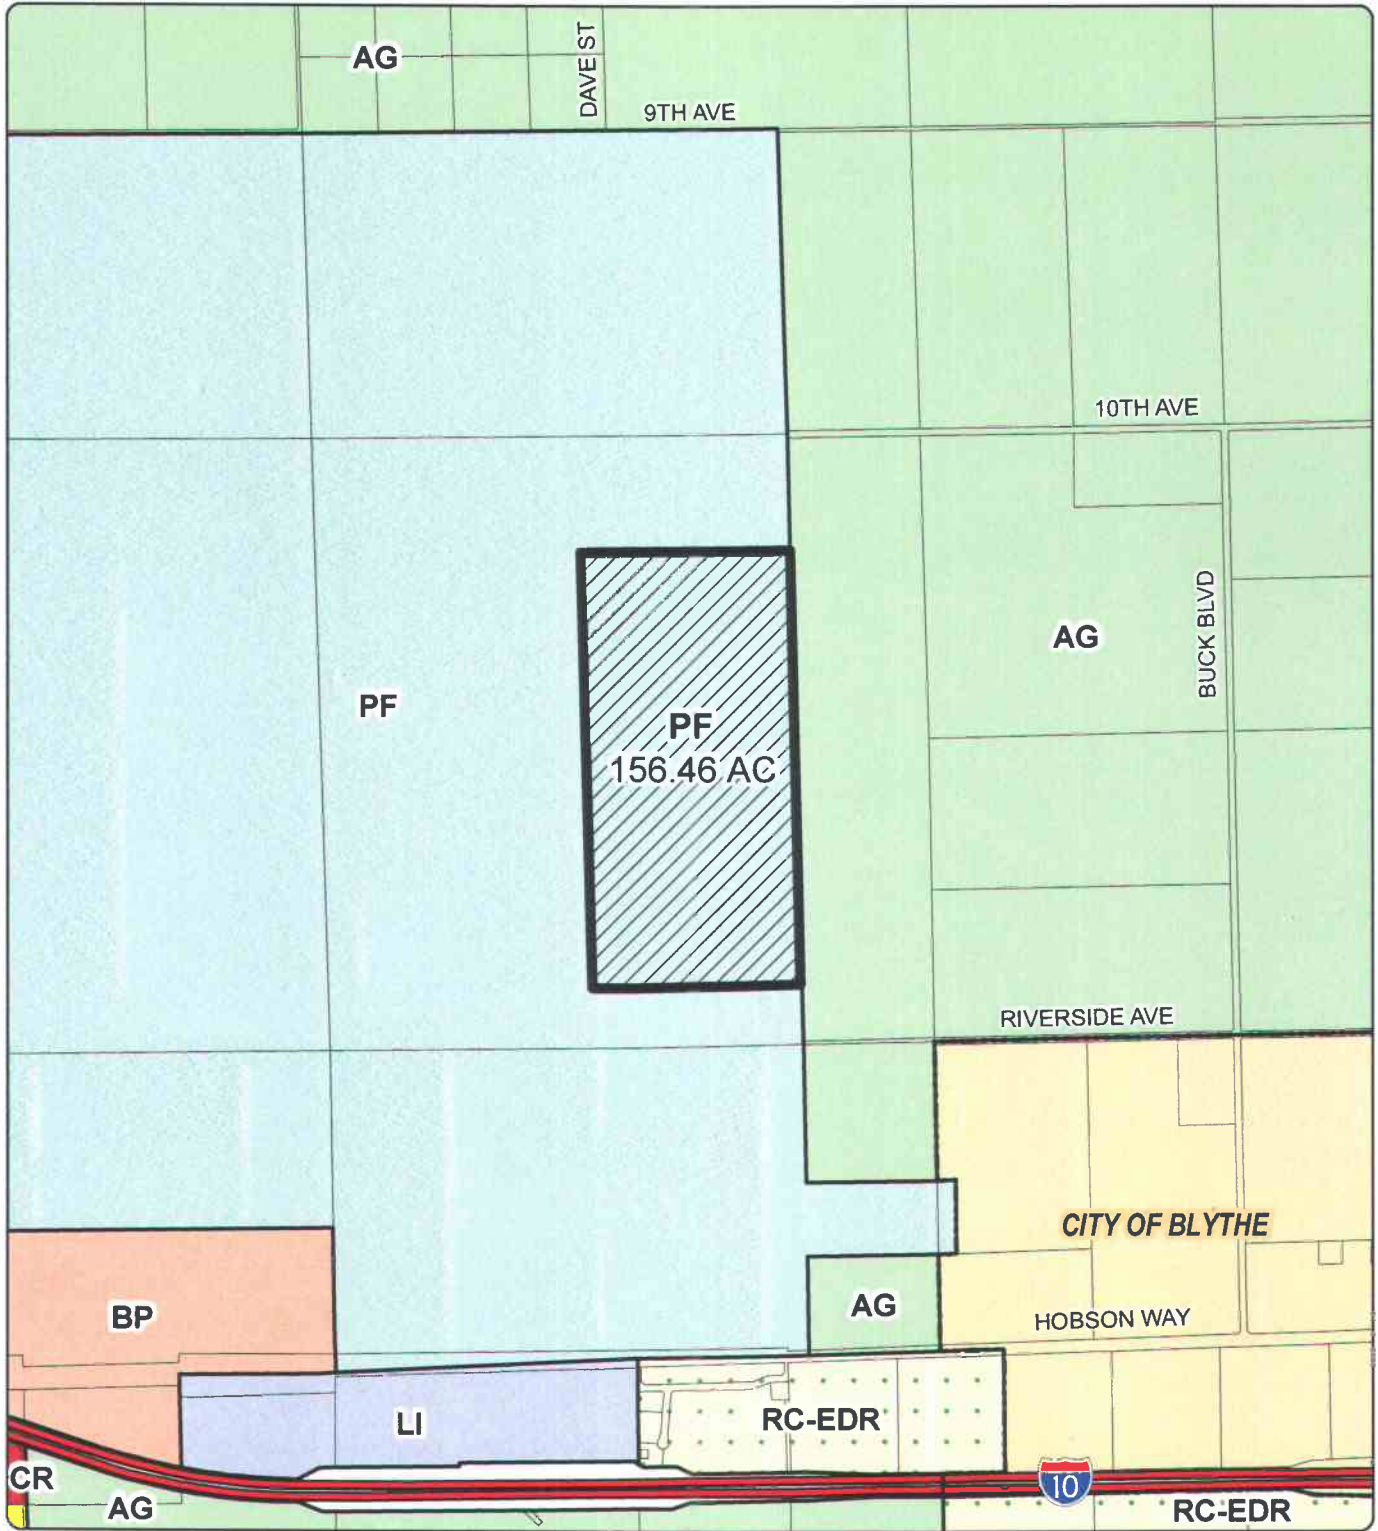 AG
DAVE ST
9TH AVE
10TH AVE
BUCK BLVD
AG
PF
PF
156.46 AC
RIVERSIDE AVE
CITY OF BLYTHE
BP
AG
HOBSON WAY
LI
RC-EDR
CR
10
AG
RC-EDR